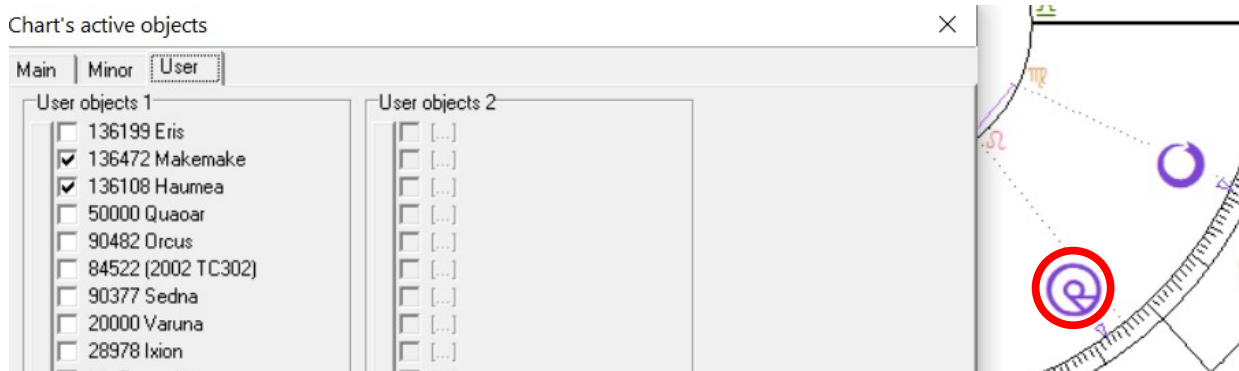 Chart's active objects
Main Minor User
User objects 1 User objects 2
136199 Eris [...]
136472 Makemake [...]
136108 Haumea [...]
50000 Quaoar [...]
90482 Orcus [...]
84522 (2002 TC302) [...]
90377 Sedna [...]
20000 Varuna [...]
28978 Ixion [...]